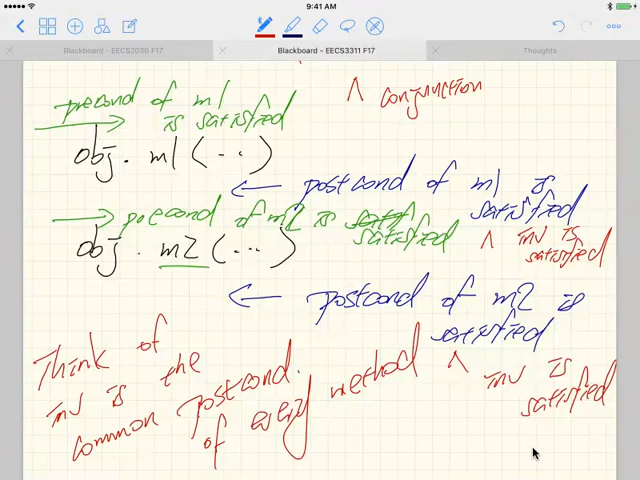 9:41 AM
Blackboard - EECS2030 F17
Blackboard - EECS3311 F17
Thoughts
precond of m1
is satisfied
∧ conjunction
obj. m1 (...)
← postcond of m1 is
satisfied
→ precond of m2 is
satisfied
∧ inv is
satisfied
obj. m2 (...)
← postcond of m2 is
satisfied
∧ inv is
satisfied
Think of the
inv is the
common postcond.
of every method